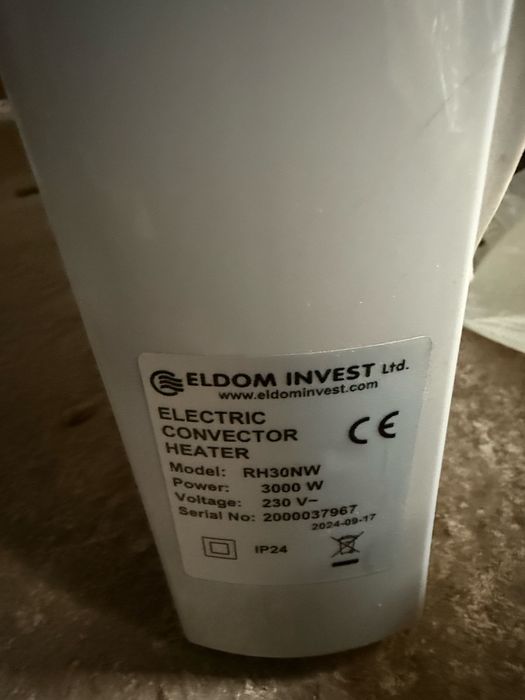 ELDOM INVEST Ltd.
www.eldominvest.com
ELECTRIC
CONVECTOR
HEATER
CE
Model: RH30NW
Power: 3000 W
Voltage: 230 V~
Serial No: 2000037967
2024-09-17
IP24